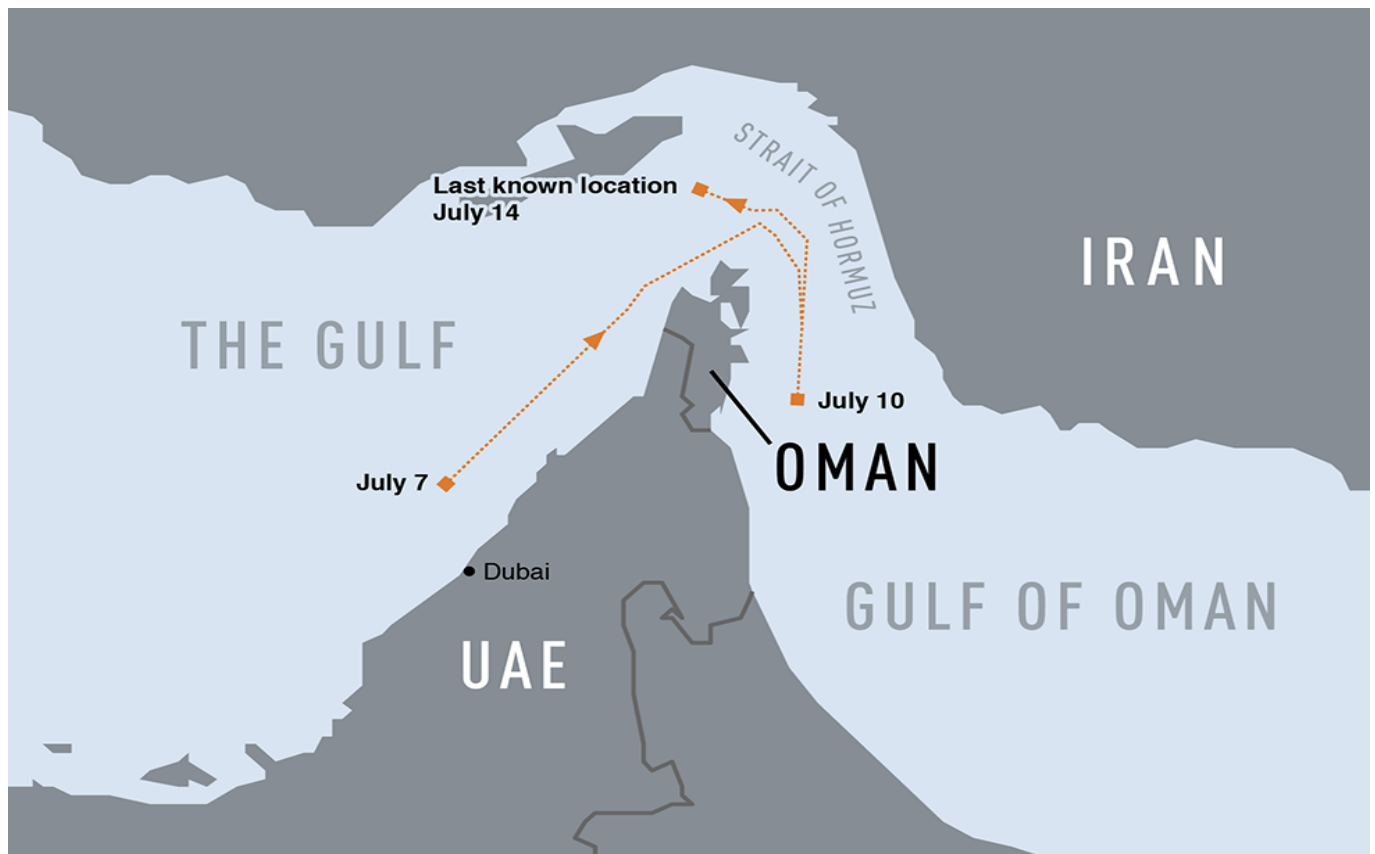 STRAIT OF HORMUZ
Last known location
July 14
IRAN
THE GULF
July 10
OMAN
July 7
Dubai
GULF OF OMAN
UAE